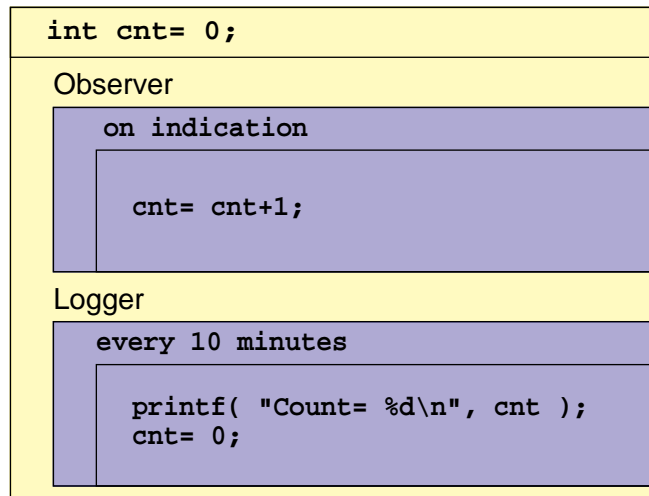 int cnt= 0;
Observer
on indication
cnt= cnt+1;
Logger
every 10 minutes
printf( "Count= %d\n", cnt );
cnt= 0;